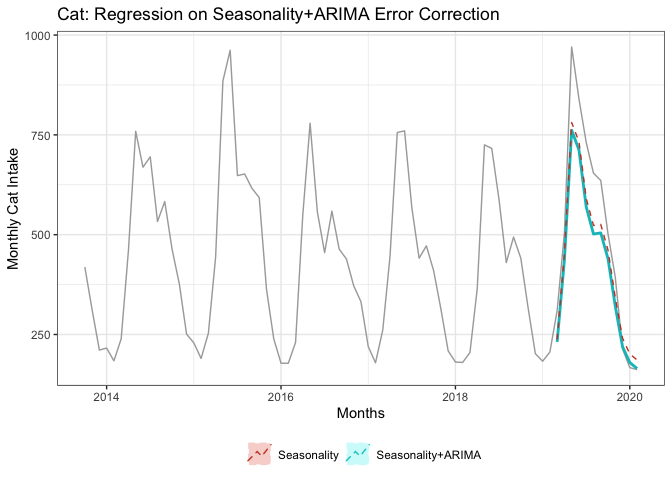 Cat: Regression on Seasonality+ARIMA Error Correction
1000
750
500
250
Monthly Cat Intake
2014 2016 2018 2020
Months
Seasonality Seasonality+ARIMA